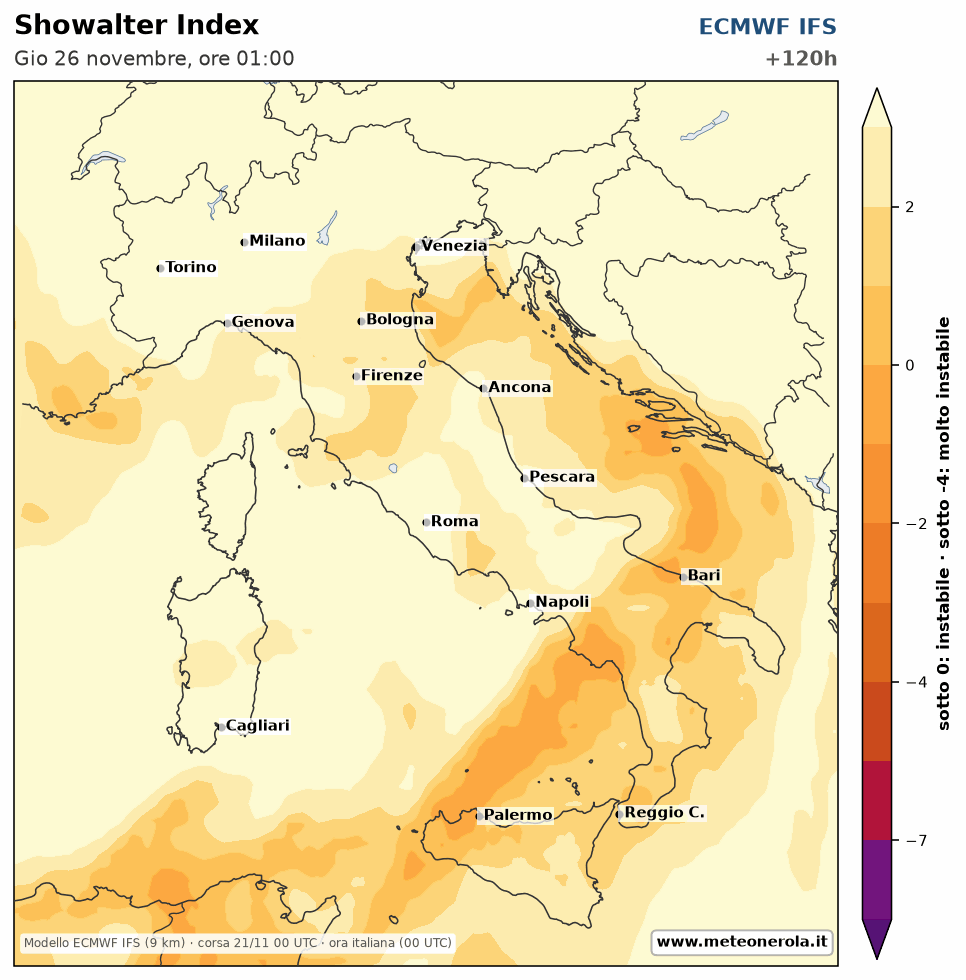 Showalter Index
ECMWF IFS
Gio 26 novembre, ore 01:00
+120h
Milano
Venezia
Torino
Genova
Bologna
Firenze
Ancona
Pescara
Roma
Bari
Napoli
Cagliari
Palermo
Reggio C.
2
0
−2
−4
−7
sotto 0: instabile · sotto -4: molto instabile
Modello ECMWF IFS (9 km) · corsa 21/11 00 UTC · ora italiana (00 UTC)
www.meteonerola.it